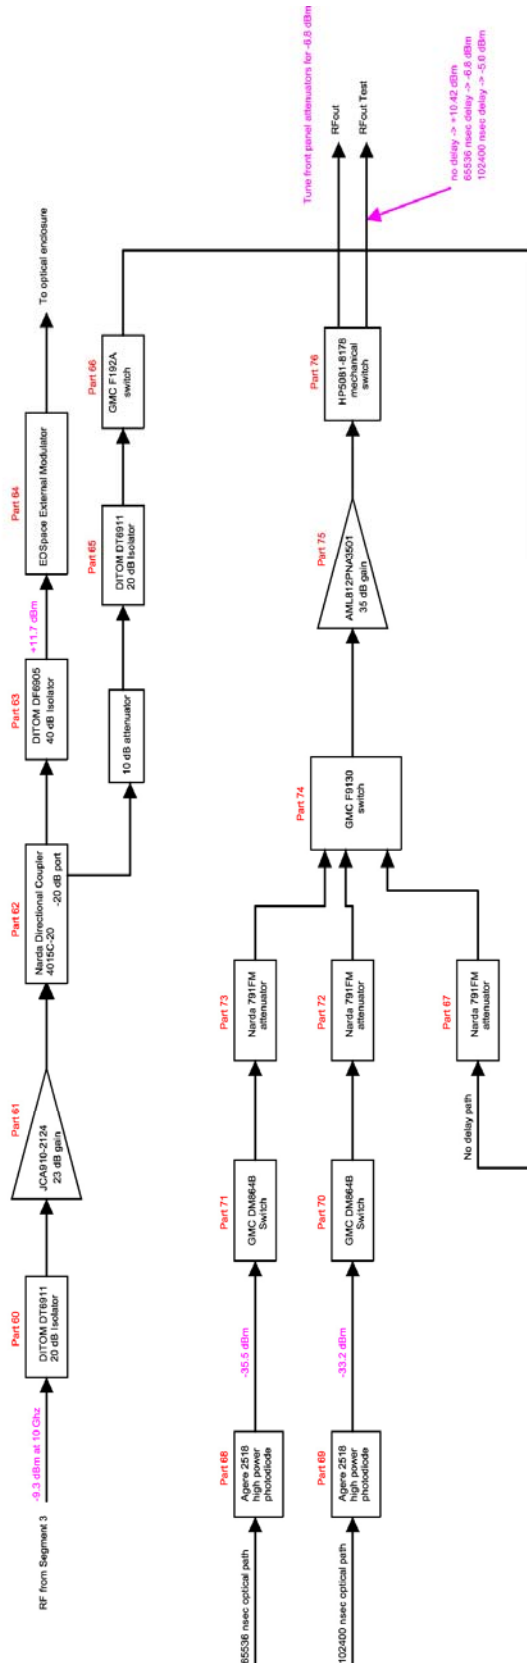 RF from Segment 3
-9.3 dBm at 10 Ghz
Part 60
DITOM DT6911
20 dB Isolator
Part 61
JCA910-2124
23 dB gain
Part 62
Narda Directional Coupler
4015C-20
-20 dB port
Part 63
DITOM DF6905
40 dB Isolator
+11.7 dBm
Part 64
EOSpace External Modulator
To optical enclosure
10 dB attenuator
Part 65
DITOM DT6911
20 dB Isolator
Part 66
GMC F192A
switch
65536 nsec optical path
Part 68
Agere 2518
high power
photodiode
-35.5 dBm
Part 71
GMC DM864B
Switch
Part 73
Narda 791FM
attenuator
102400 nsec optical path
Part 69
Agere 2518
high power
photodiode
-33.2 dBm
Part 70
GMC DM864B
Switch
Part 72
Narda 791FM
attenuator
No delay path
Part 67
Narda 791FM
attenuator
Part 74
GMC F9130
switch
Part 75
AML812PNA3501
35 dB gain
Part 76
HP5081-8178
mechanical
switch
Tune front panel attenuators for -6.8 dBm
RFout
RFout Test
no delay -> +10.42 dBm
65536 nsec delay -> -6.8 dBm
102400 nsec delay -> -5.0 dBm